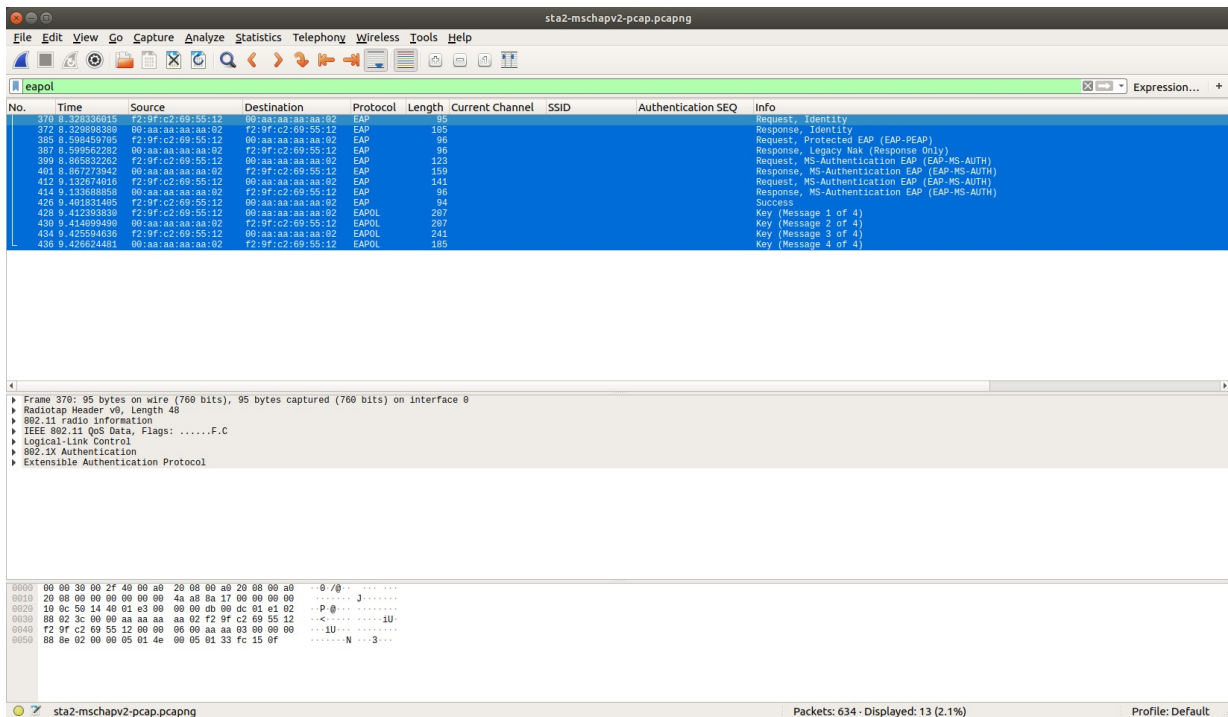 sta2-mschapv2-pcap.pcapng
File Edit View Go Capture Analyze Statistics Telephony Wireless Tools Help
eapol Expression... +
No. Time Source Destination Protocol Length Current Channel SSID Authentication SEQ Info
370 8.328336015 f2:9f:c2:69:55:12 00:aa:aa:aa:aa:02 EAP 95 Request, Identity
372 8.329898380 00:aa:aa:aa:aa:02 f2:9f:c2:69:55:12 EAP 105 Response, Identity
385 8.598459705 f2:9f:c2:69:55:12 00:aa:aa:aa:aa:02 EAP 96 Request, Protected EAP (EAP-PEAP)
387 8.599562282 00:aa:aa:aa:aa:02 f2:9f:c2:69:55:12 EAP 96 Response, Legacy Nak (Response Only)
399 8.865832262 f2:9f:c2:69:55:12 00:aa:aa:aa:aa:02 EAP 123 Request, MS-Authentication EAP (EAP-MS-AUTH)
401 8.867273942 00:aa:aa:aa:aa:02 f2:9f:c2:69:55:12 EAP 159 Response, MS-Authentication EAP (EAP-MS-AUTH)
412 9.132674016 f2:9f:c2:69:55:12 00:aa:aa:aa:aa:02 EAP 141 Request, MS-Authentication EAP (EAP-MS-AUTH)
414 9.133688858 00:aa:aa:aa:aa:02 f2:9f:c2:69:55:12 EAP 96 Response, MS-Authentication EAP (EAP-MS-AUTH)
426 9.401831405 f2:9f:c2:69:55:12 00:aa:aa:aa:aa:02 EAP 94 Success
428 9.412393830 f2:9f:c2:69:55:12 00:aa:aa:aa:aa:02 EAPOL 207 Key (Message 1 of 4)
430 9.414099490 00:aa:aa:aa:aa:02 f2:9f:c2:69:55:12 EAPOL 207 Key (Message 2 of 4)
434 9.425594636 f2:9f:c2:69:55:12 00:aa:aa:aa:aa:02 EAPOL 241 Key (Message 3 of 4)
436 9.426624481 00:aa:aa:aa:aa:02 f2:9f:c2:69:55:12 EAPOL 185 Key (Message 4 of 4)
Frame 370: 95 bytes on wire (760 bits), 95 bytes captured (760 bits) on interface 0
Radiotap Header v0, Length 48
802.11 radio information
IEEE 802.11 QoS Data, Flags: ......F.C
Logical-Link Control
802.1X Authentication
Extensible Authentication Protocol
0000 00 00 30 00 2f 40 00 a0 20 08 00 a0 20 08 00 a0 ··0·/@·· ··· ···
0010 20 08 00 00 00 00 00 00 4a a8 8a 17 00 00 00 00 ······· J·······
0020 10 0c 50 14 40 01 e3 00 00 00 db 00 dc 01 e1 02 ··P·@··· ········
0030 88 02 3c 00 00 aa aa aa aa 02 f2 9f c2 69 55 12 ··<····· ·····iU·
0040 f2 9f c2 69 55 12 00 00 06 00 aa aa 03 00 00 00 ···iU··· ········
0050 88 8e 02 00 00 05 01 4e 00 05 01 33 fc 15 0f ·······N ···3···
sta2-mschapv2-pcap.pcapng Packets: 634 · Displayed: 13 (2.1%) Profile: Default